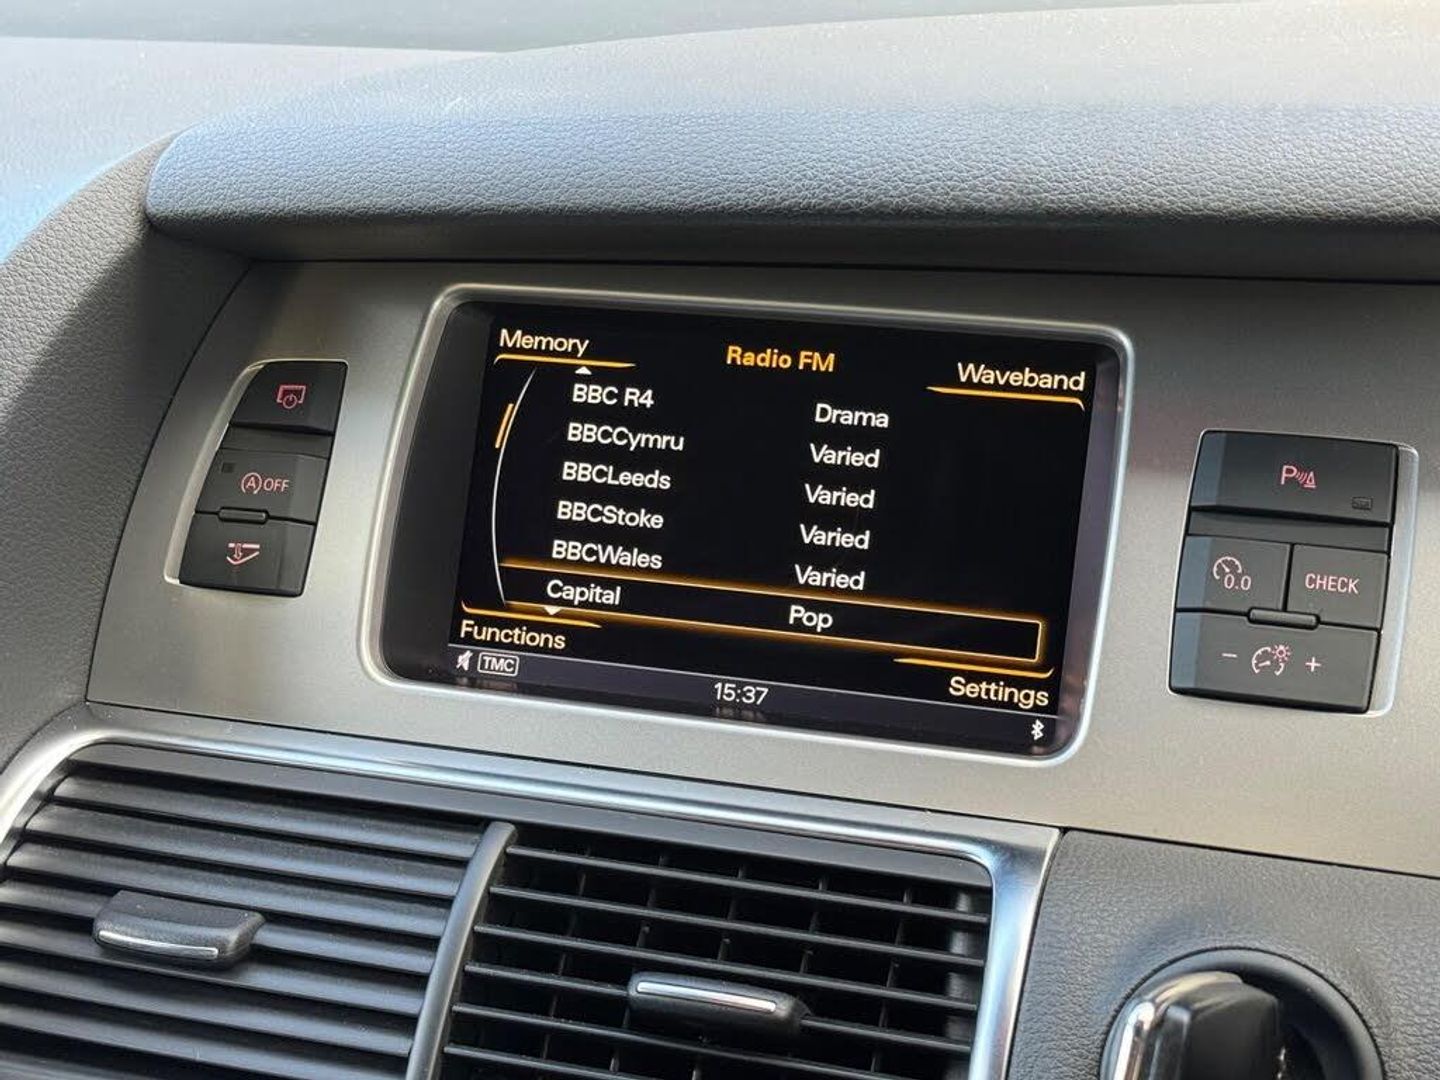 Memory
Radio FM
Waveband
BBC R4 Drama
BBCCymru Varied
BBCLeeds Varied
BBCStoke Varied
BBCWales Varied
Capital Pop
Functions
Settings
TMC
15:37
A OFF
P
0.0
CHECK
- +